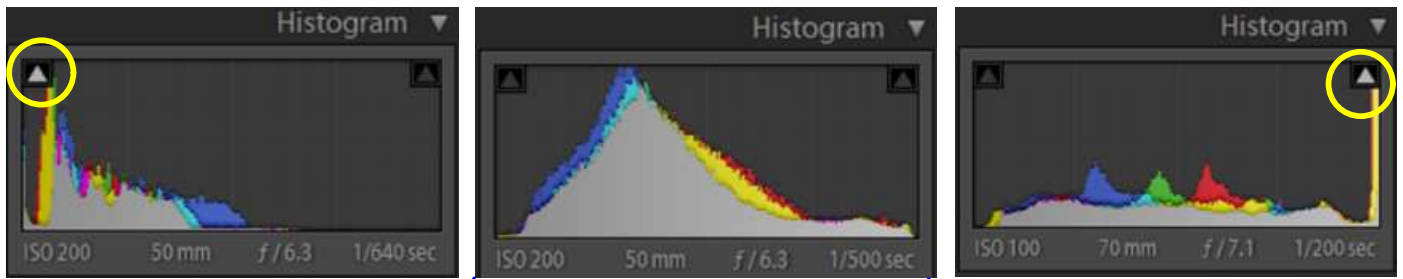 Histogram ▼
ISO 200 50 mm ƒ / 6.3 1/640 sec
Histogram ▼
ISO 200 50 mm ƒ / 6.3 1/500 sec
Histogram ▼
ISO 100 70 mm ƒ / 7.1 1/200 sec